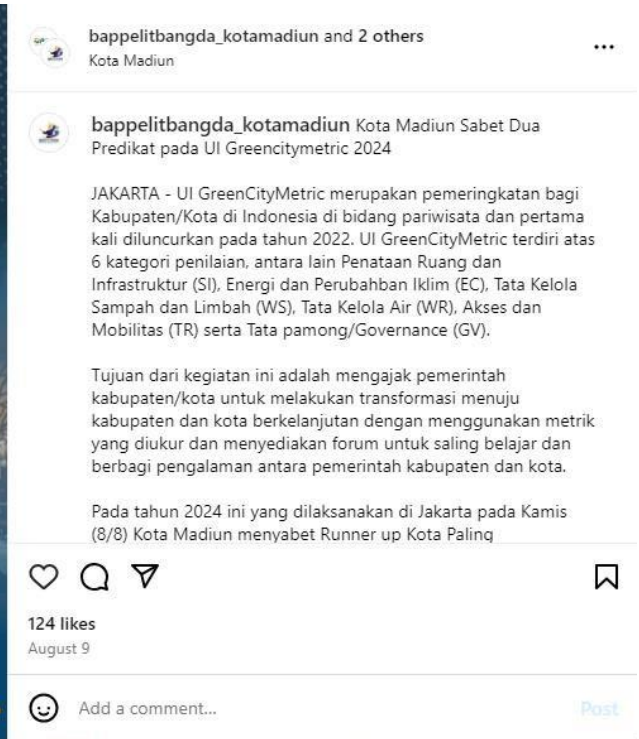 bappelitbangda_kotamadiun and 2 others
Kota Madiun
bappelitbangda_kotamadiun Kota Madiun Sabet Dua
Predikat pada UI Greencitymetric 2024
JAKARTA - UI GreenCityMetric merupakan pemeringkatan bagi
Kabupaten/Kota di Indonesia di bidang pariwisata dan pertama
kali diluncurkan pada tahun 2022. UI GreenCityMetric terdiri atas
6 kategori penilaian, antara lain Penataan Ruang dan
Infrastruktur (SI), Energi dan Perubahban Iklim (EC), Tata Kelola
Sampah dan Limbah (WS), Tata Kelola Air (WR), Akses dan
Mobilitas (TR) serta Tata pamong/Governance (GV).
Tujuan dari kegiatan ini adalah mengajak pemerintah
kabupaten/kota untuk melakukan transformasi menuju
kabupaten dan kota berkelanjutan dengan menggunakan metrik
yang diukur dan menyediakan forum untuk saling belajar dan
berbagi pengalaman antara pemerintah kabupaten dan kota.
Pada tahun 2024 ini yang dilaksanakan di Jakarta pada Kamis
(8/8) Kota Madiun menyabet Runner up Kota Paling
124 likes
August 9
Add a comment...
Post